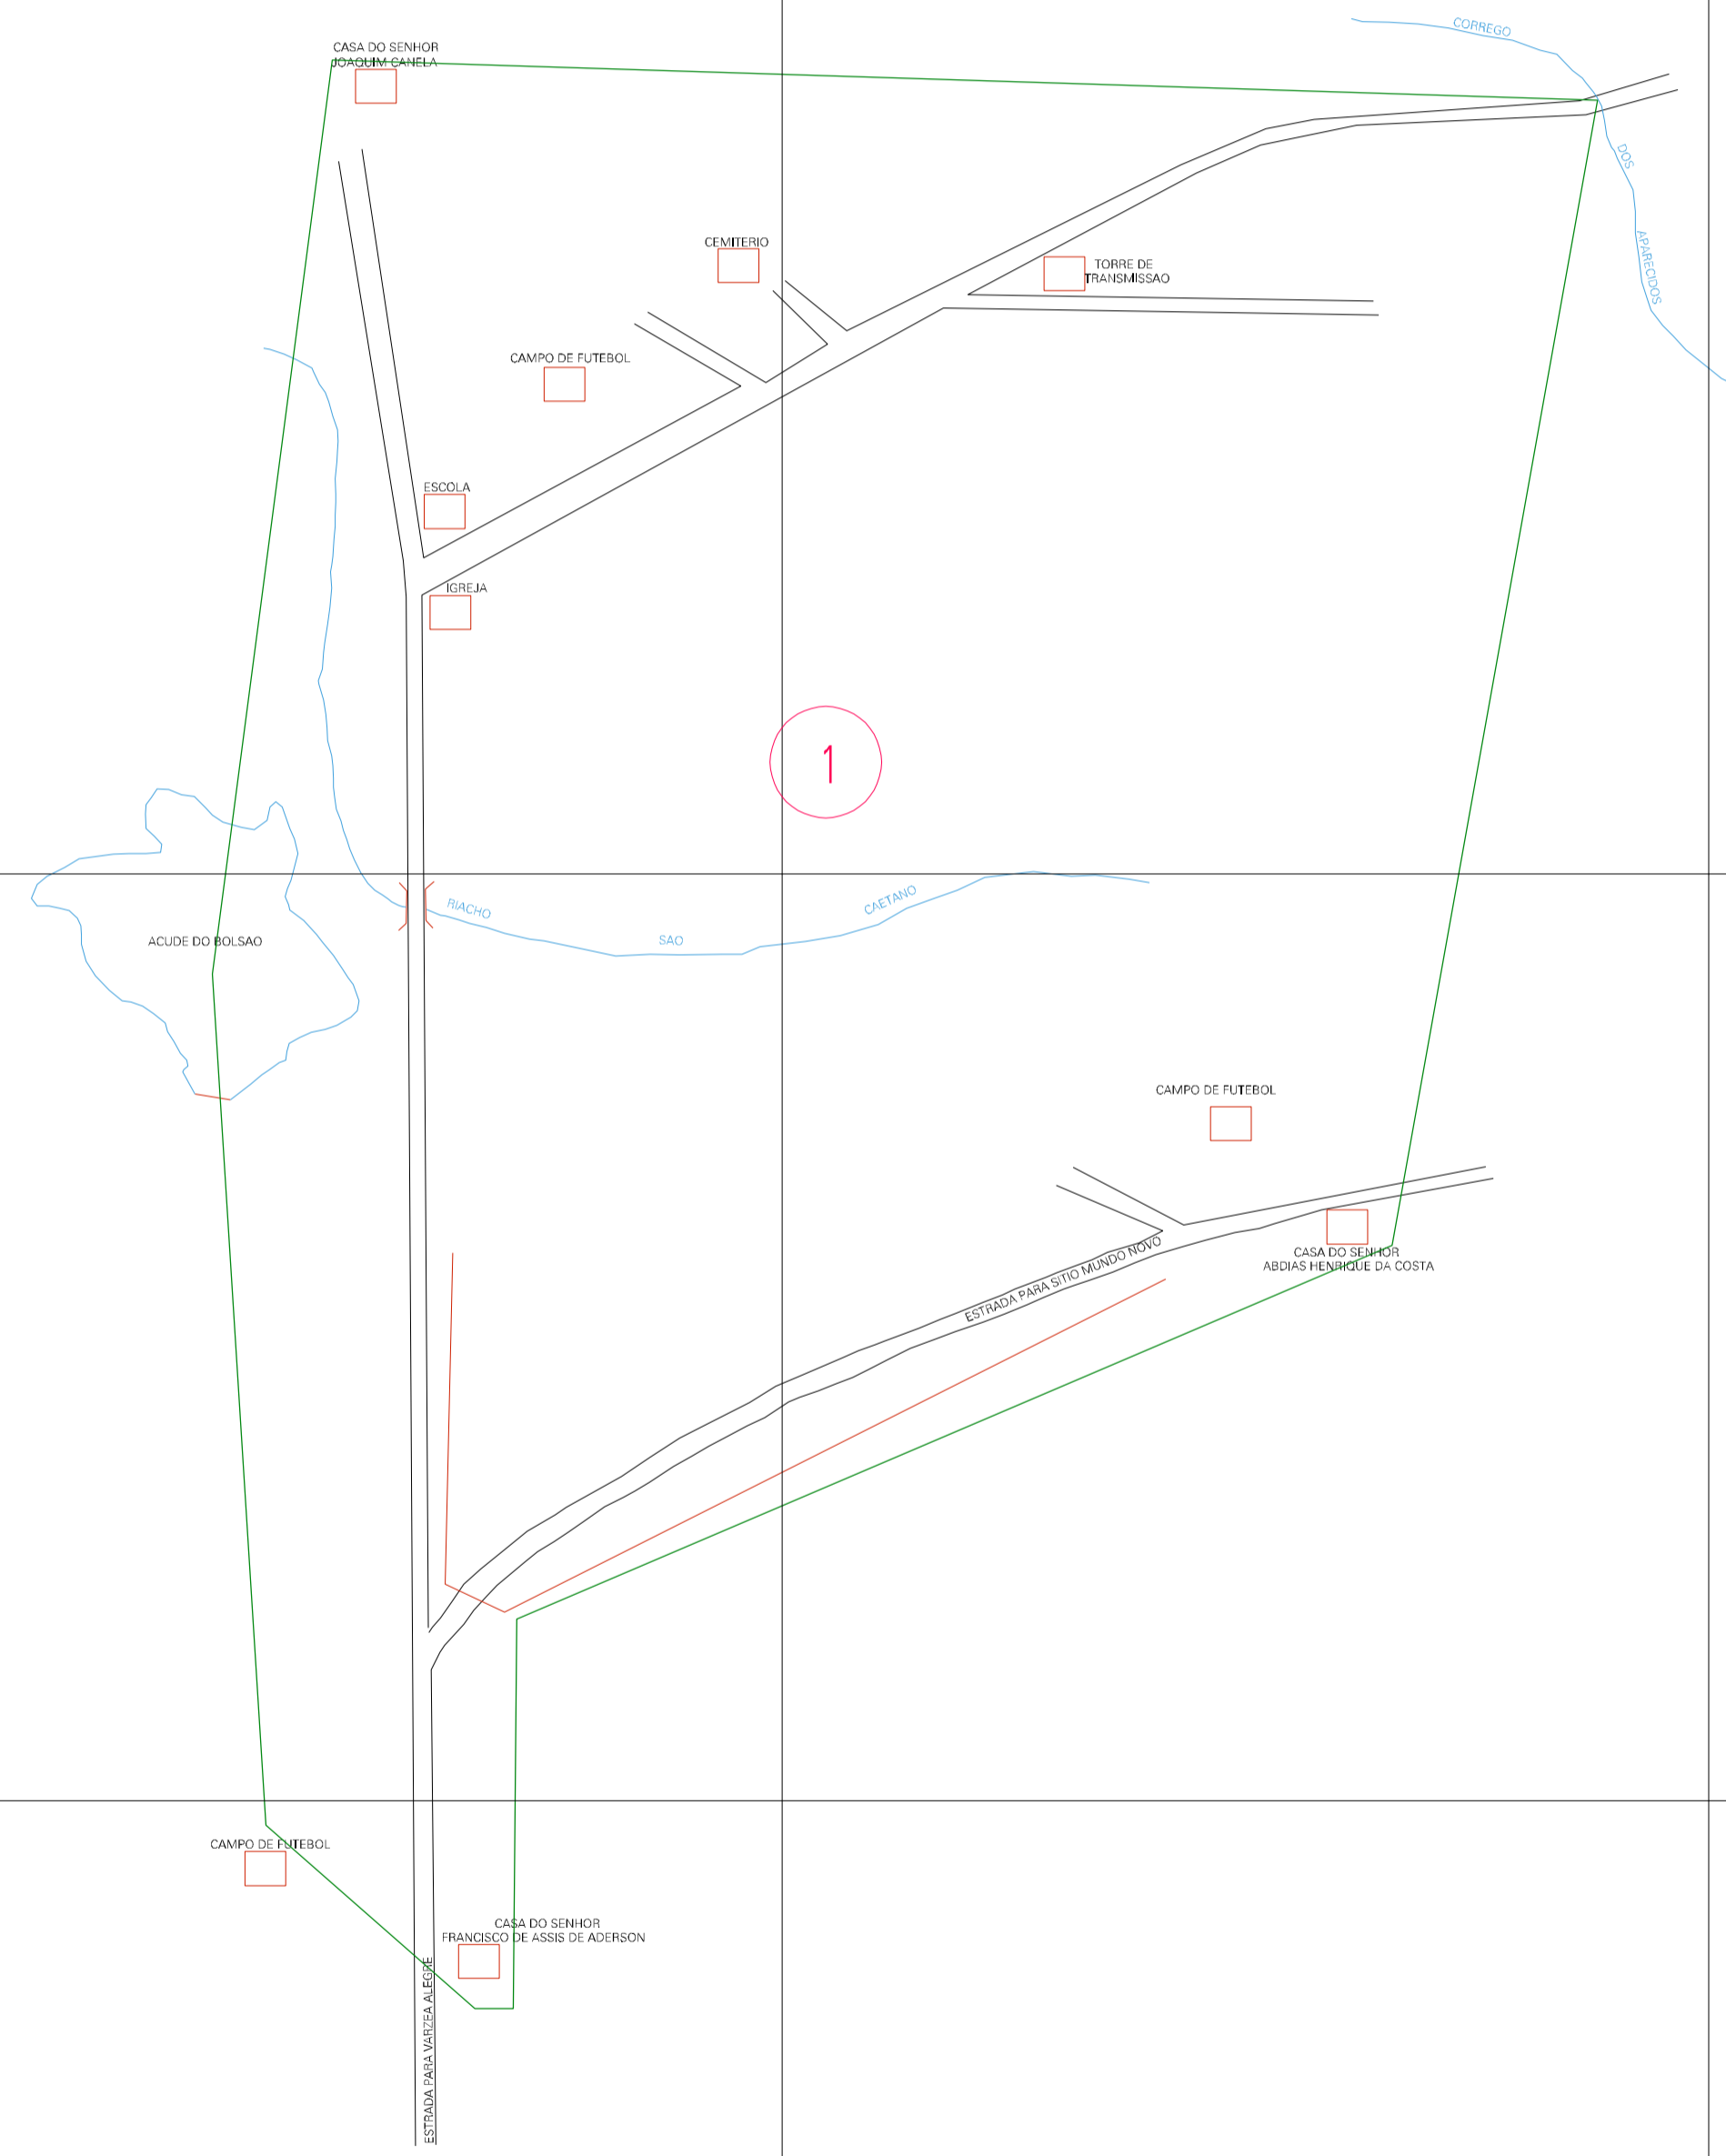 CORREGO
CASA DO SENHOR
JOAQUIM CANELA
DOS
APARECIDOS
CEMITERIO
TORRE DE
TRANSMISSAO
CAMPO DE FUTEBOL
ESCOLA
IGREJA
1
RIACHO
SAO
CAETANO
ACUDE DO BOLSAO
CAMPO DE FUTEBOL
ESTRADA PARA SITIO MUNDO NOVO
CASA DO SENHOR
ABDIAS HENRIQUE DA COSTA
CAMPO DE FUTEBOL
CASA DO SENHOR
FRANCISCO DE ASSIS DE ADERSON
ESTRADA PARA VARZEA ALEGRE